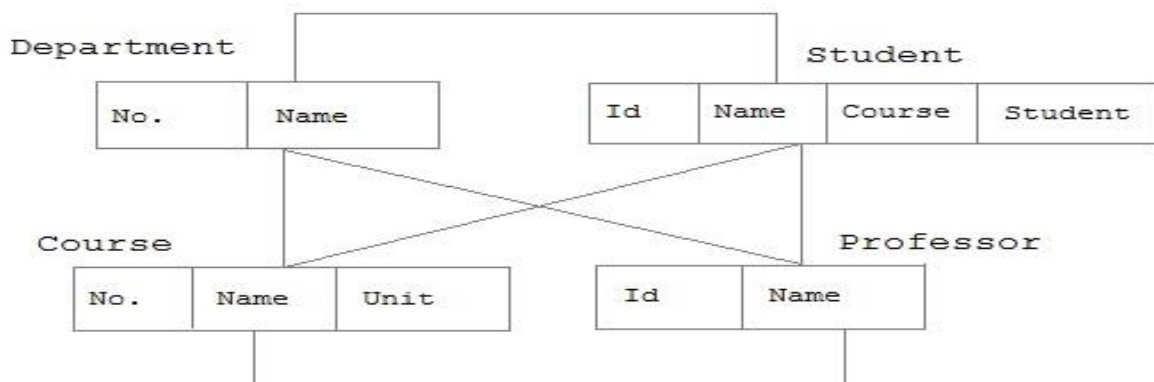 Department
Student
No. Name
Id Name Course Student
Course
Professor
No. Name Unit
Id Name